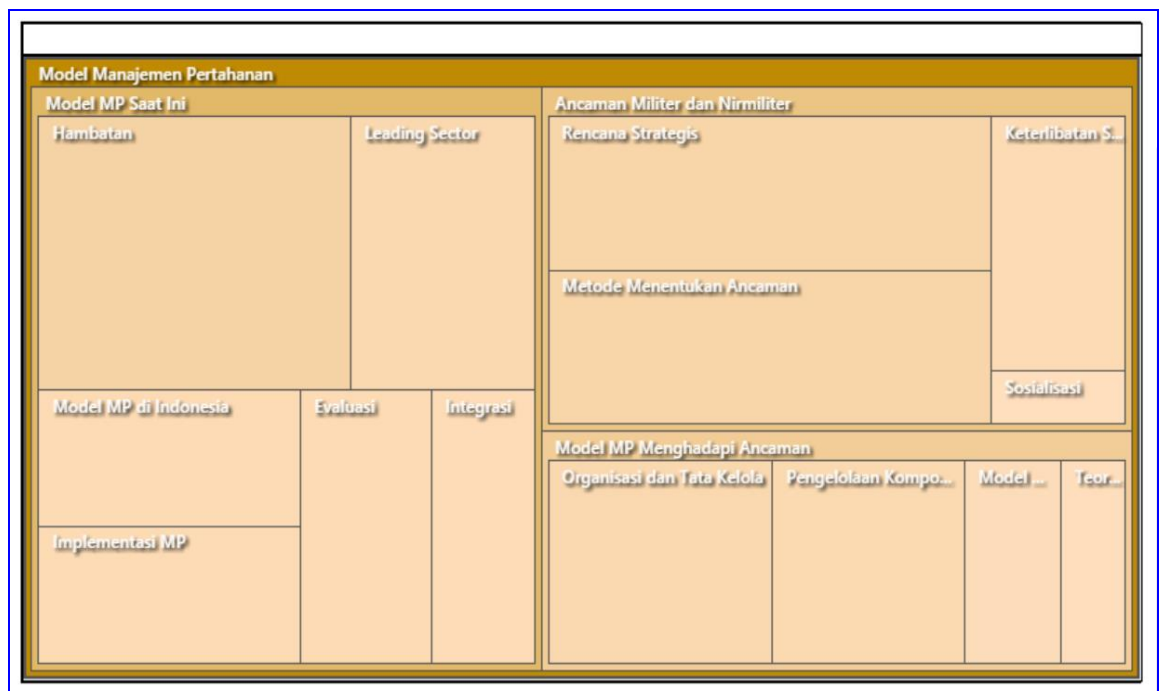 Model Manajemen Pertahanan
Model MP Saat Ini
Hambatan
Leading Sector
Model MP di Indonesia
Implementasi MP
Evaluasi
Integrasi
Ancaman Militer dan Nirmiliter
Rencana Strategis
Keterlibatan S...
Metode Menentukan Ancaman
Sosialisasi
Model MP Menghadapi Ancaman
Organisasi dan Tata Kelola
Pengelolaan Kompo...
Model ...
Teor...